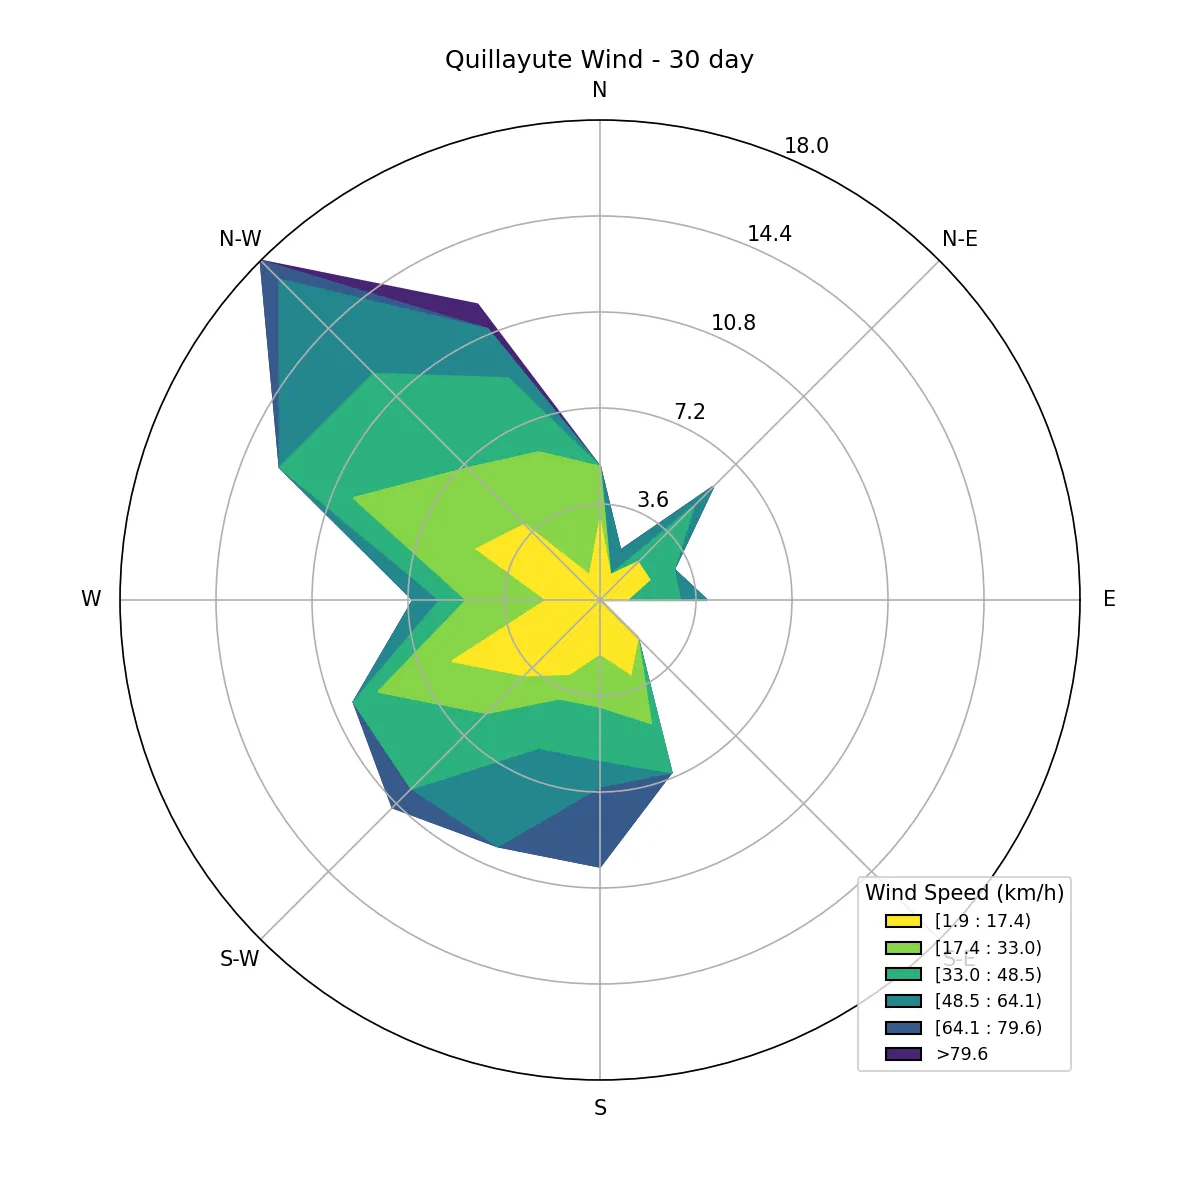 Quillayute Wind - 30 day
N
18.0
14.4
N-W
N-E
10.8
7.2
3.6
W
E
Wind Speed (km/h)
[1.9 : 17.4)
[17.4 : 33.0)
S-W
S-E
[33.0 : 48.5)
[48.5 : 64.1)
[64.1 : 79.6)
>79.6
S